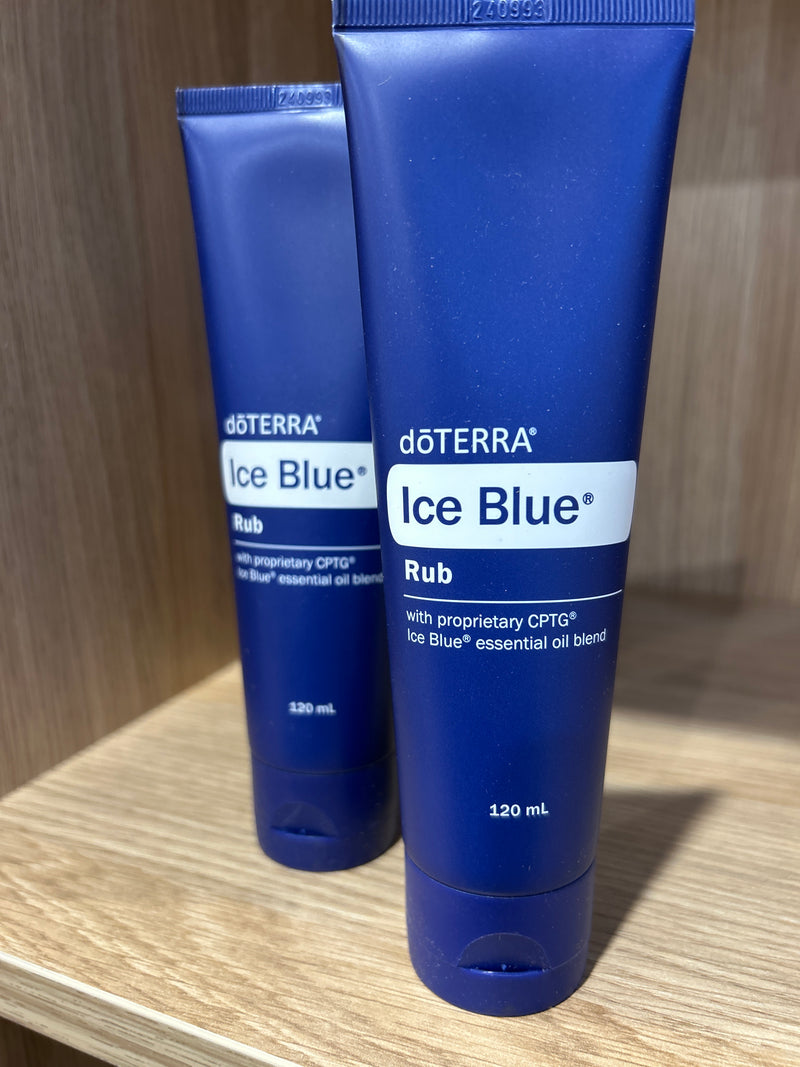 240993
dōTERRA®
Ice Blue®
Rub
with proprietary CPTG®
Ice Blue® essential oil blend
120 mL
240993
dōTERRA®
Ice Blue®
Rub
with proprietary CPTG®
Ice Blue® essential oil blend
120 mL